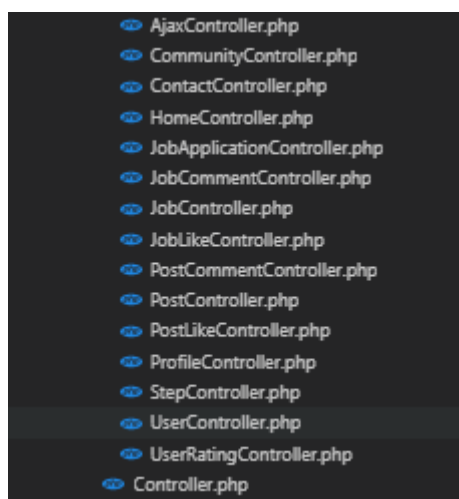 AjaxController.php
CommunityController.php
ContactController.php
HomeController.php
JobApplicationController.php
JobCommentController.php
JobController.php
JobLikeController.php
PostCommentController.php
PostController.php
PostLikeController.php
ProfileController.php
StepController.php
UserController.php
UserRatingController.php
Controller.php